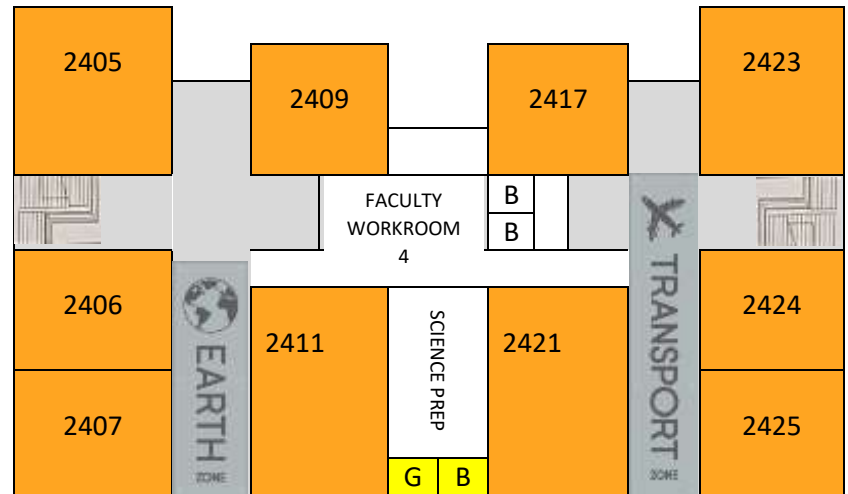 2405
2423
2409
2417
FACULTY
WORKROOM
4
B
B
2406
2424
2411
SCIENCE PREP
2421
EARTH
ZONE
TRANSPORT
ZONE
2407
2425
G
B